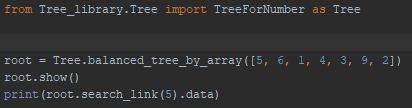 from Tree_library.Tree import TreeForNumber as Tree
root = Tree.balanced_tree_by_array([5, 6, 1, 4, 3, 9, 2])
root.show()
print(root.search_link(5).data)